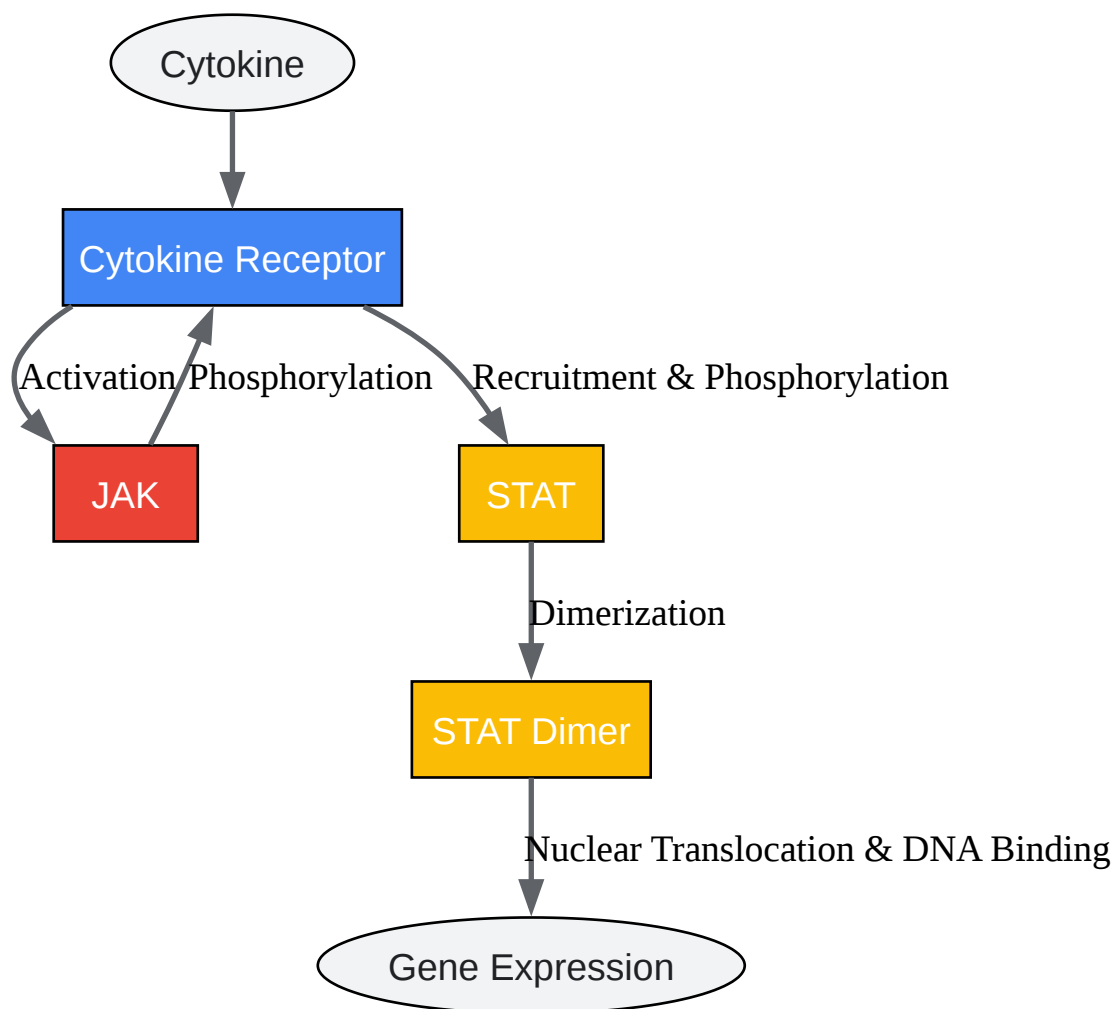 Cytokine
Cytokine Receptor
Activation
Phosphorylation
Recruitment & Phosphorylation
JAK
STAT
Dimerization
STAT Dimer
Nuclear Translocation & DNA Binding
Gene Expression